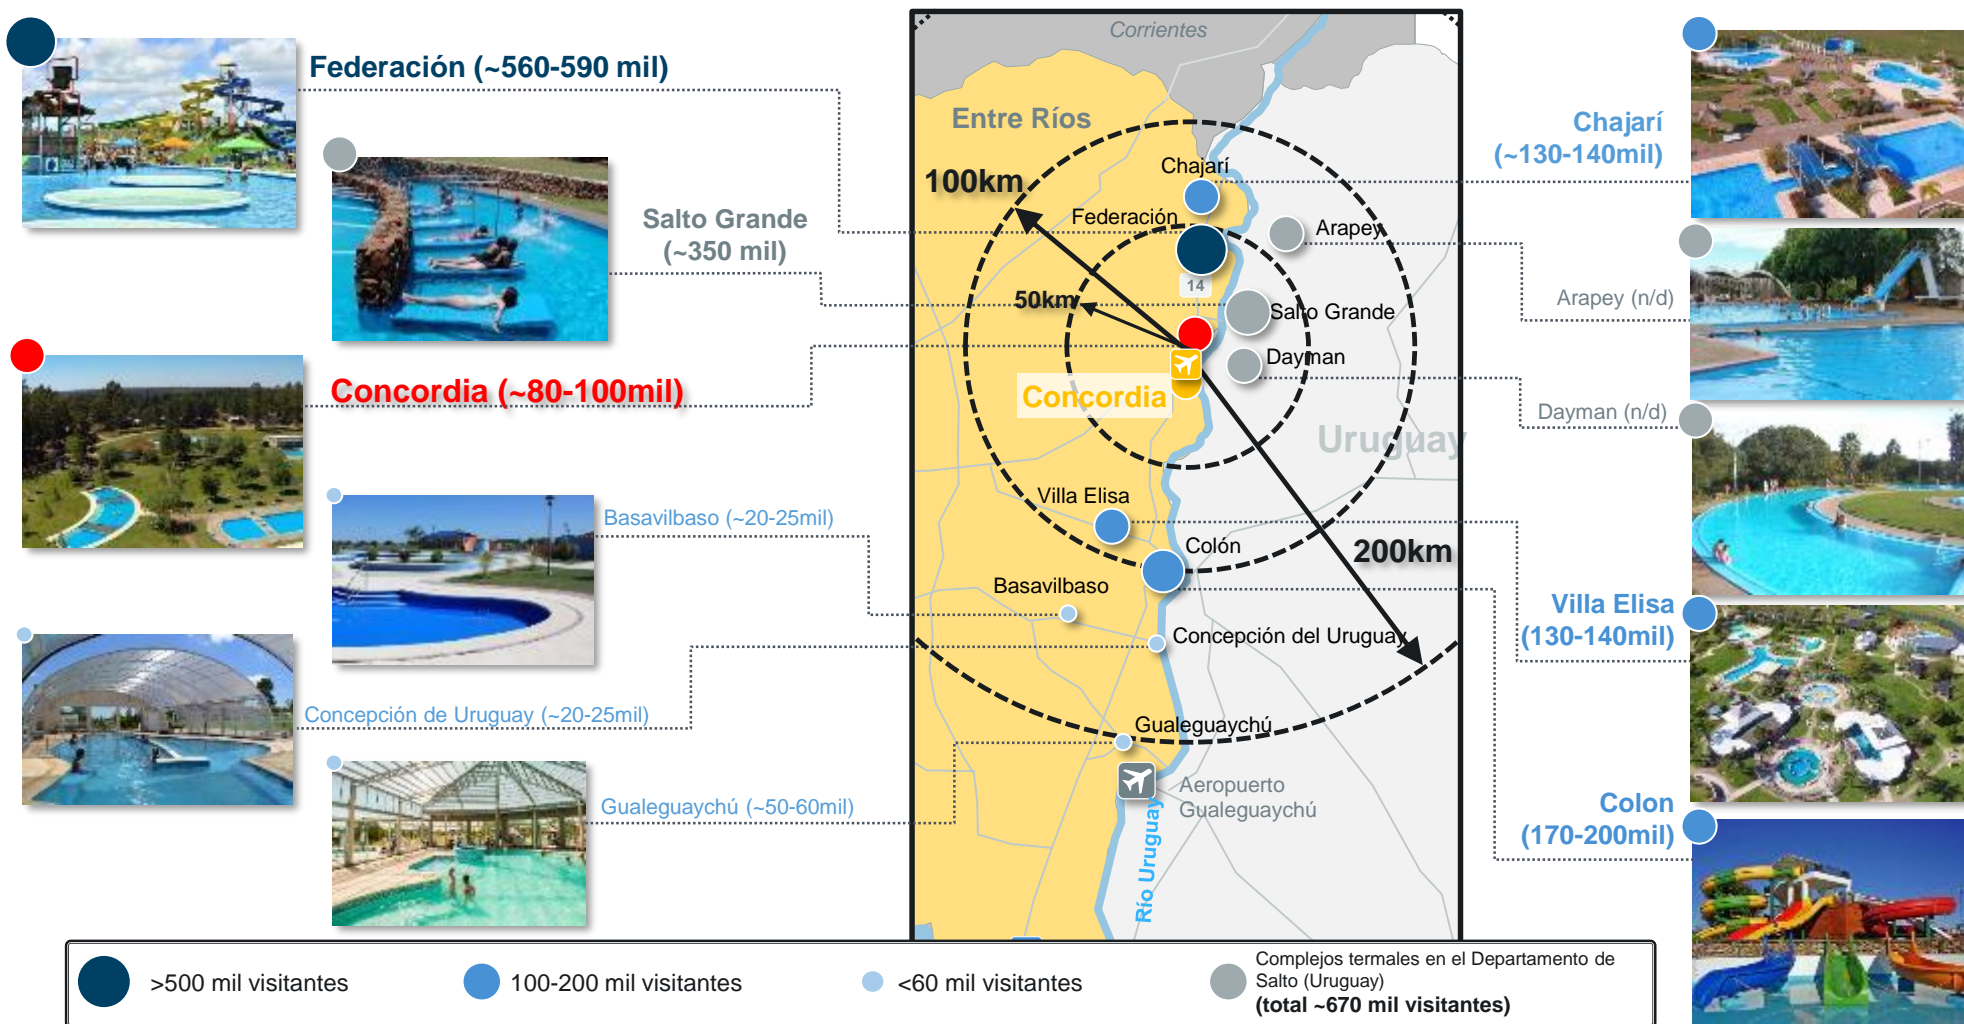 Federación (~560-590 mil)
Salto Grande
(~350 mil)
Concordia (~80-100mil)
Basavilbaso (~20-25mil)
Concepción de Uruguay (~20-25mil)
Gualeguaychú (~50-60mil)
Corrientes
Entre Ríos
100km
Chajarí
Federación
Arapey
14
50km
Salto Grande
Dayman
Concordia
Uruguay
Villa Elisa
Colón
200km
Basavilbaso
Concepción del Uruguay
Gualeguaychú
Aeropuerto
Gualeguaychú
Río Uruguay
Chajarí
(~130-140mil)
Arapey (n/d)
Dayman (n/d)
Villa Elisa
(130-140mil)
Colon
(170-200mil)
>500 mil visitantes
100-200 mil visitantes
<60 mil visitantes
Complejos termales en el Departamento de
Salto (Uruguay)
(total ~670 mil visitantes)